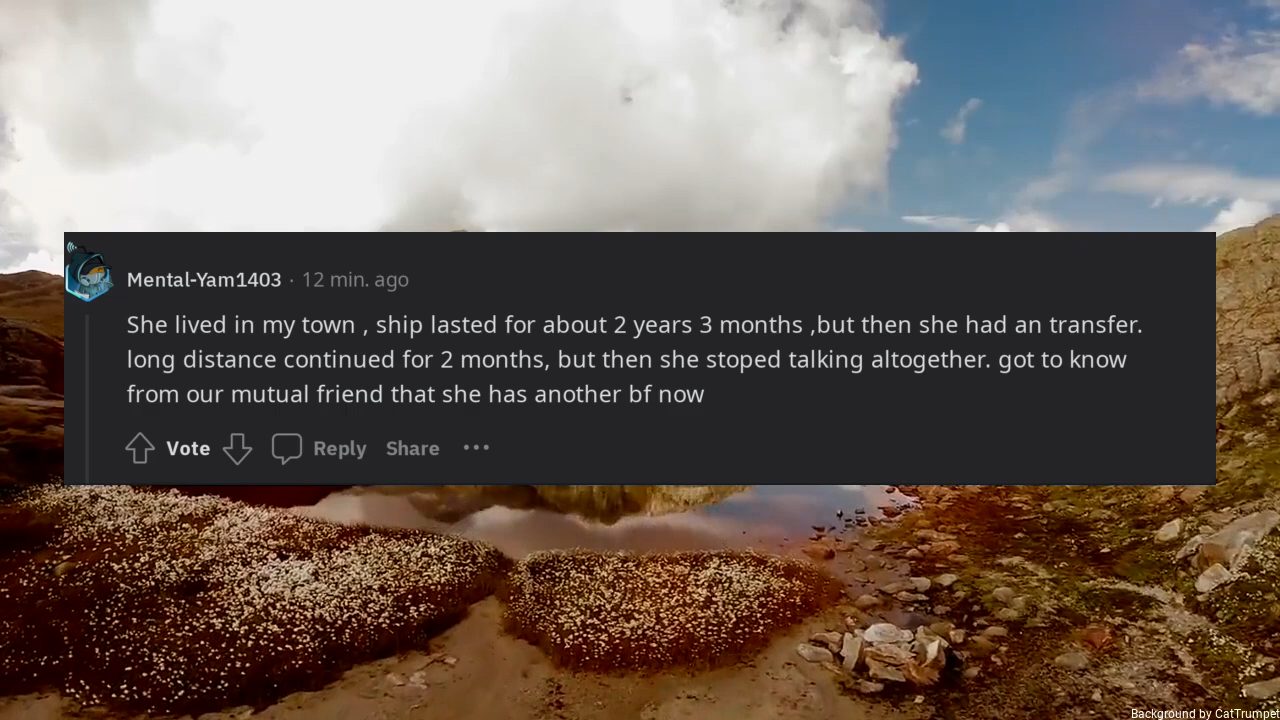 Mental-Yam1403 · 12 min. ago
She lived in my town , ship lasted for about 2 years 3 months ,but then she had an transfer.
long distance continued for 2 months, but then she stoped talking altogether. got to know
from our mutual friend that she has another bf now
Vote Reply Share ···
Background by CatTrumpet